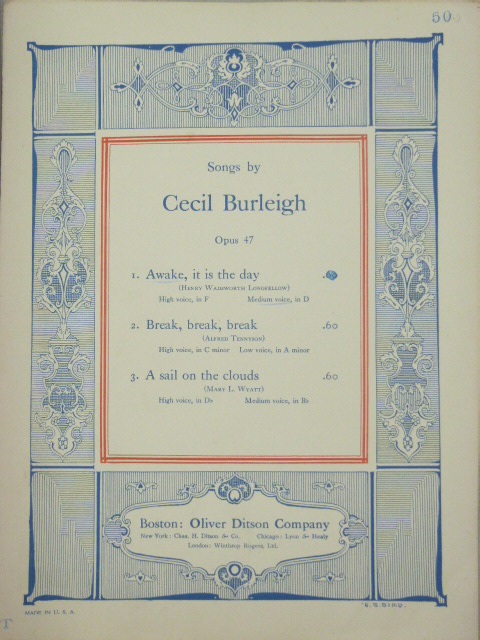 50
Songs by
Cecil Burleigh
Opus 47
1. Awake, it is the day
(Henry Wadsworth Longfellow)
High voice, in F Medium voice, in D
2. Break, break, break .60
(Alfred Tennyson)
High voice, in C minor Low voice, in A minor
3. A sail on the clouds .60
(Mary L. Wyatt)
High voice, in D♭ Medium voice, in B♭
Boston: Oliver Ditson Company
New York: Chas. H. Ditson & Co. Chicago: Lyon & Healy
London: Winthrop Rogers, Ltd.
MADE IN U. S. A.
T